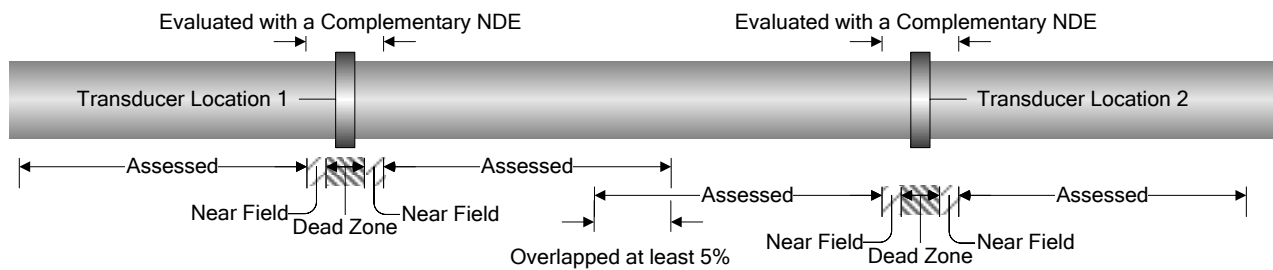 Evaluated with a Complementary NDE
Evaluated with a Complementary NDE
Transducer Location 1
Transducer Location 2
Assessed
Assessed
Assessed
Assessed
Near Field
Dead Zone
Near Field
Overlapped at least 5%
Near Field
Dead Zone
Near Field